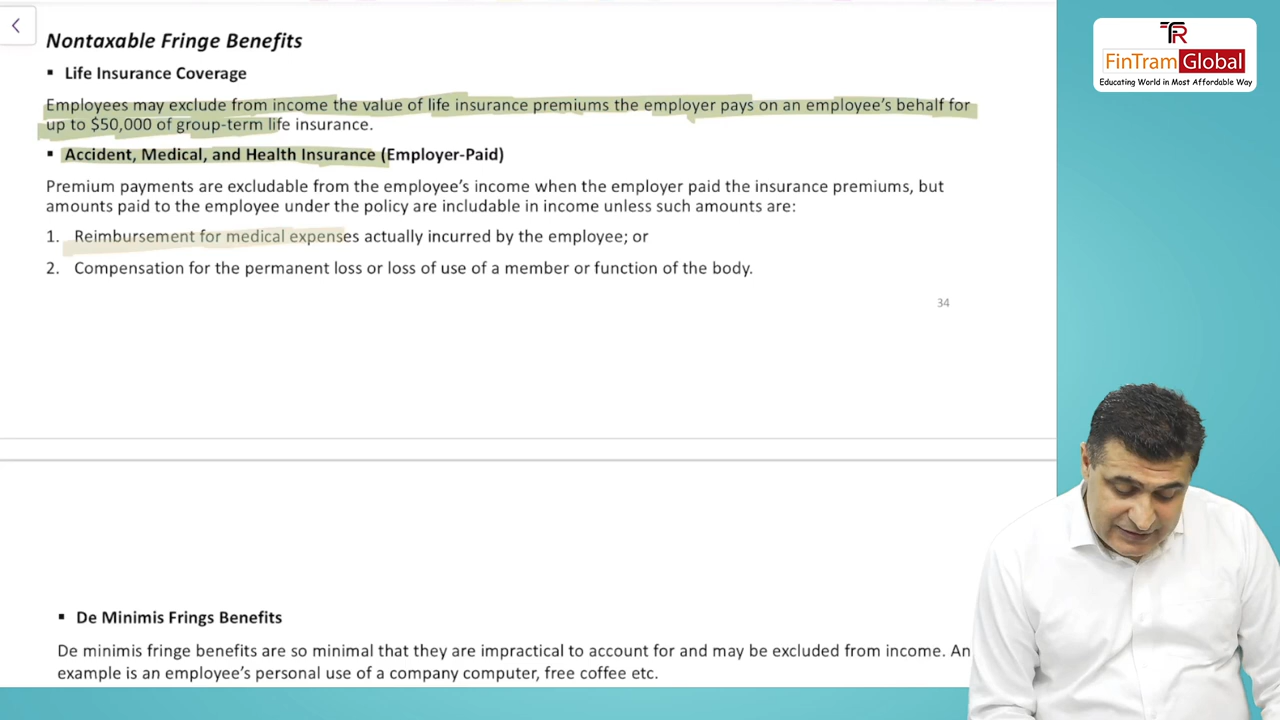 Nontaxable Fringe Benefits
▪ Life Insurance Coverage
Employees may exclude from income the value of life insurance premiums the employer pays on an employee's behalf for
up to $50,000 of group-term life insurance.
▪ Accident, Medical, and Health Insurance (Employer-Paid)
Premium payments are excludable from the employee's income when the employer paid the insurance premiums, but
amounts paid to the employee under the policy are includable in income unless such amounts are:
1. Reimbursement for medical expenses actually incurred by the employee; or
2. Compensation for the permanent loss or loss of use of a member or function of the body.
34
▪ De Minimis Frings Benefits
De minimis fringe benefits are so minimal that they are impractical to account for and may be excluded from income. An
example is an employee's personal use of a company computer, free coffee etc.
FinTram Global
Educating World in Most Affordable Way